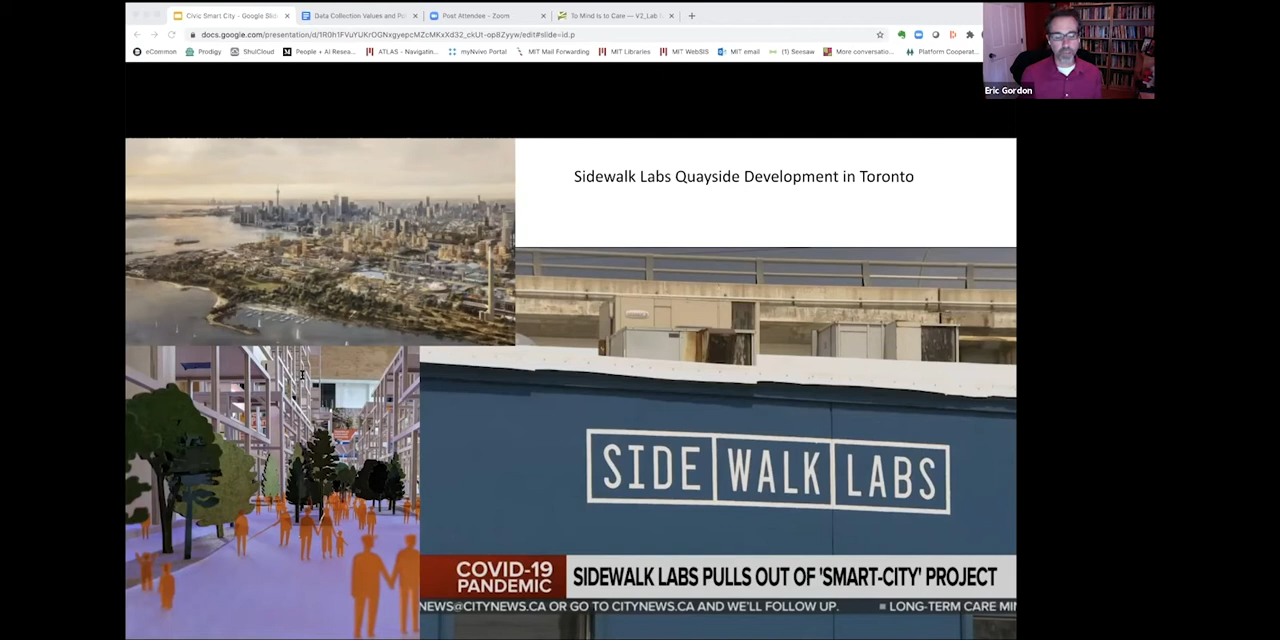 Civic Smart City - Google Slid
Data Collection Values and Po
Post Attendee - Zoom
To Mind Is to Care — V2_Lab
docs.google.com/presentation/d/1R0h1FVuYUKrOGNxgyepcMZcMKxXd32_ckUt-op8Zyyw/edit#slide=id.p
eCommon
Prodigy
ShulCloud
People + AI Resea...
ATLAS - Navigatin...
myNvivo Portal
MIT Mail Forwarding
MIT Libraries
MIT WebSIS
MIT email
(1) Seesaw
More conversatio...
Platform Cooperat...
Eric Gordon
Sidewalk Labs Quayside Development in Toronto
SIDE WALK LABS
COVID-19
PANDEMIC
SIDEWALK LABS PULLS OUT OF 'SMART-CITY' PROJECT
NEWS@CITYNEWS.CA OR GO TO CITYNEWS.CA AND WE'LL FOLLOW UP.
LONG-TERM CARE